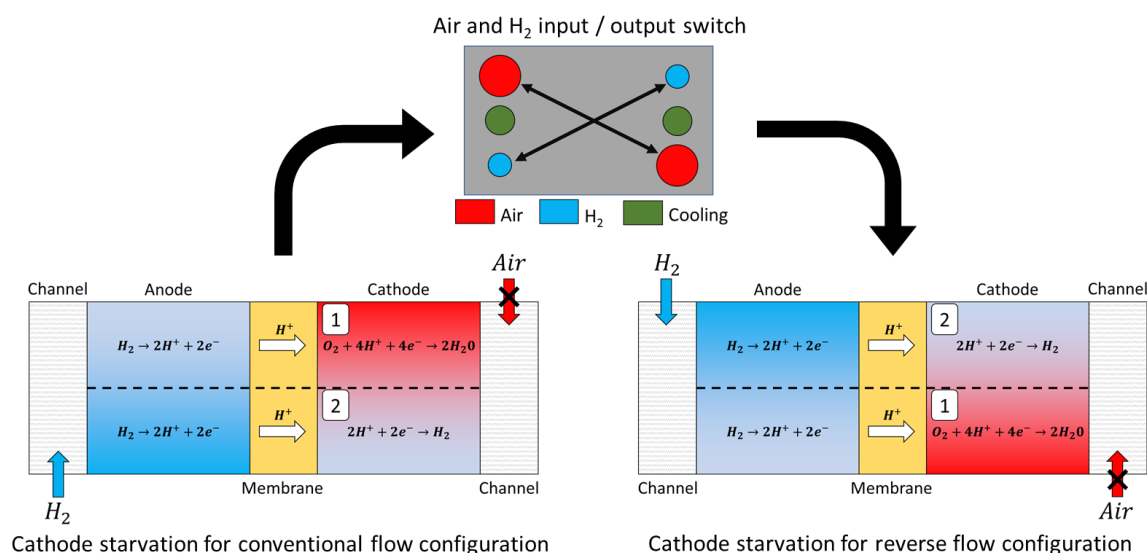 Air and H₂ input / output switch
Air
H₂
Cooling
Channel
Anode
Cathode
Air
H₂ → 2H⁺ + 2e⁻
H⁺
1
O₂ + 4H⁺ + 4e⁻ → 2H₂0
H₂ → 2H⁺ + 2e⁻
H⁺
2
2H⁺ + 2e⁻ → H₂
H₂
Membrane
Channel
Cathode starvation for conventional flow configuration
H₂
Anode
Cathode
Channel
H₂ → 2H⁺ + 2e⁻
H⁺
2
2H⁺ + 2e⁻ → H₂
H₂ → 2H⁺ + 2e⁻
H⁺
1
O₂ + 4H⁺ + 4e⁻ → 2H₂0
Channel
Membrane
Air
Cathode starvation for reverse flow configuration